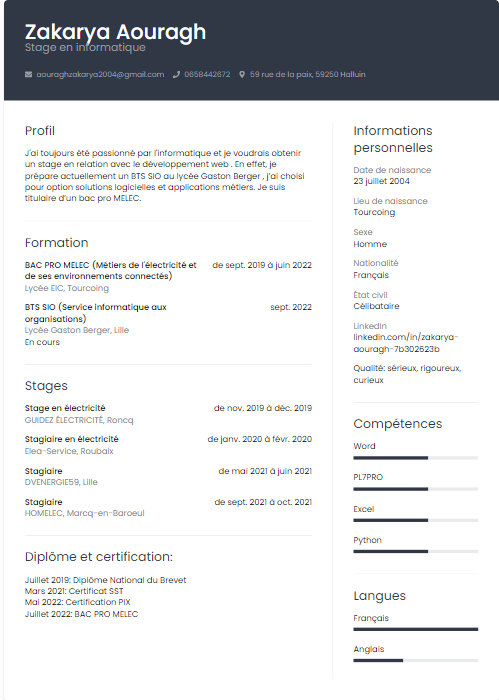 Zakarya Aouragh
Stage en informatique
aouraghzakarya2004@gmail.com 0658442672 59 rue de la paix, 59250 Halluin
Profil
J'ai toujours été passionné par l'informatique et je voudrais obtenir
un stage en relation avec le développement web . En effet, je
prépare actuellement un BTS SIO au lycée Gaston Berger , j'ai choisi
pour option solutions logicielles et applications métiers. Je suis
titulaire d'un bac pro MELEC.
Formation
BAC PRO MELEC (Métiers de l'électricité et de sept. 2019 à juin 2022
de ses environnements connectés)
Lycée EIC, Tourcoing
BTS SIO (Service informatique aux sept. 2022
organisations)
Lycée Gaston Berger, Lille
En cours
Stages
Stage en électricité de nov. 2019 à déc. 2019
GUIDEZ ÉLECTRICITÉ, Roncq
Stagiaire en électricité de janv. 2020 à févr. 2020
Elea-Service, Roubaix
Stagiaire de mai 2021 à juin 2021
DVENERGIE59, Lille
Stagiaire de sept. 2021 à oct. 2021
HOMELEC, Marcq-en-Baroeul
Diplôme et certification:
Juillet 2019: Diplôme National du Brevet
Mars 2021: Certificat SST
Mai 2022: Certification PIX
Juillet 2022: BAC PRO MELEC
Informations
personnelles
Date de naissance
23 juillet 2004
Lieu de naissance
Tourcoing
Sexe
Homme
Nationalité
Français
État civil
Célibataire
LinkedIn
linkedin.com/in/zakarya-
aouragh-7b302623b
Qualité: sérieux, rigoureux,
curieux
Compétences
Word
PL7PRO
Excel
Python
Langues
Français
Anglais